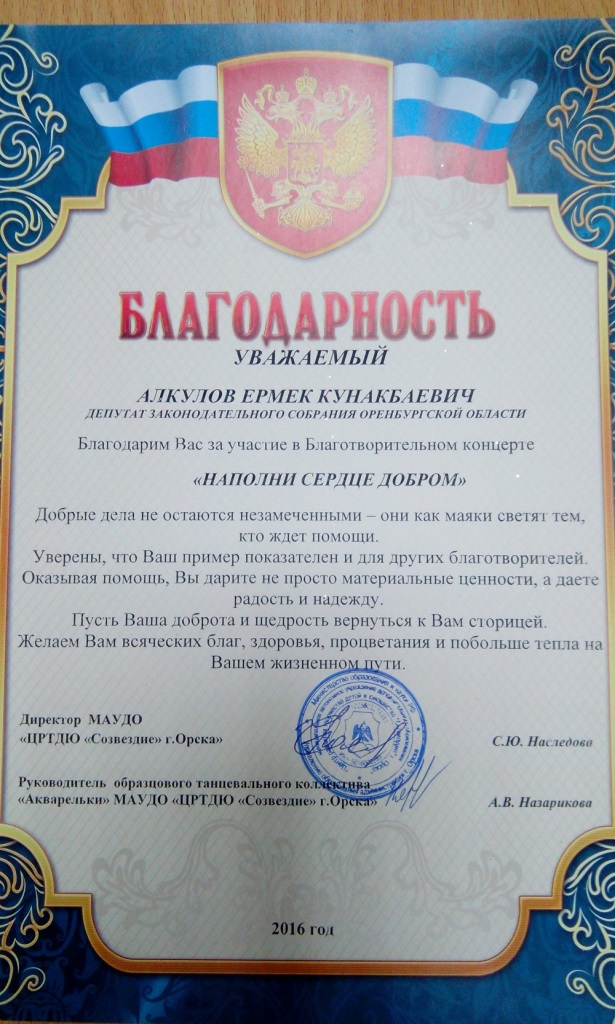 БЛАГОДАРНОСТЬ
УВАЖАЕМЫЙ
АЛКУЛОВ ЕРМЕК КУНАКБАЕВИЧ
ДЕПУТАТ ЗАКОНОДАТЕЛЬНОГО СОБРАНИЯ ОРЕНБУРГСКОЙ ОБЛАСТИ
Благодарим Вас за участие в Благотворительном концерте
«НАПОЛНИ СЕРДЦЕ ДОБРОМ»
Добрые дела не остаются незамеченными – они как маяки светят тем,
кто ждет помощи.
Уверены, что Ваш пример показателен и для других благотворителей.
Оказывая помощь, Вы дарите не просто материальные ценности, а даете
радость и надежду.
Пусть Ваша доброта и щедрость вернуться к Вам сторицей.
Желаем Вам всяческих благ, здоровья, процветания и побольше тепла на
Вашем жизненном пути.
Директор МАУДО
«ЦРТДЮ «Созвездие» г.Орска» С.Ю. Наследова
Руководитель образцового танцевального коллектива
«Акварельки» МАУДО «ЦРТДЮ «Созвездие» г.Орска» А.В. Назарикова
2016 год